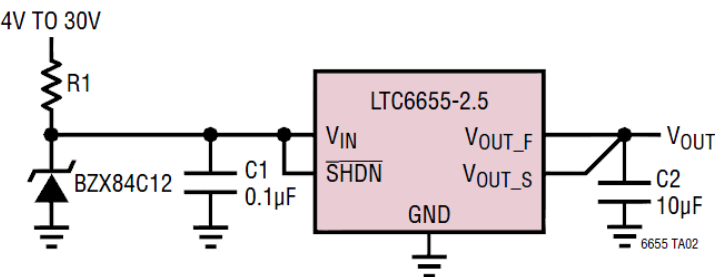 4V TO 30V
R1
BZX84C12
C1
0.1µF
LTC6655-2.5
VIN
SHDN
GND
VOUT_F
VOUT_S
VOUT
C2
10µF
6655 TA02